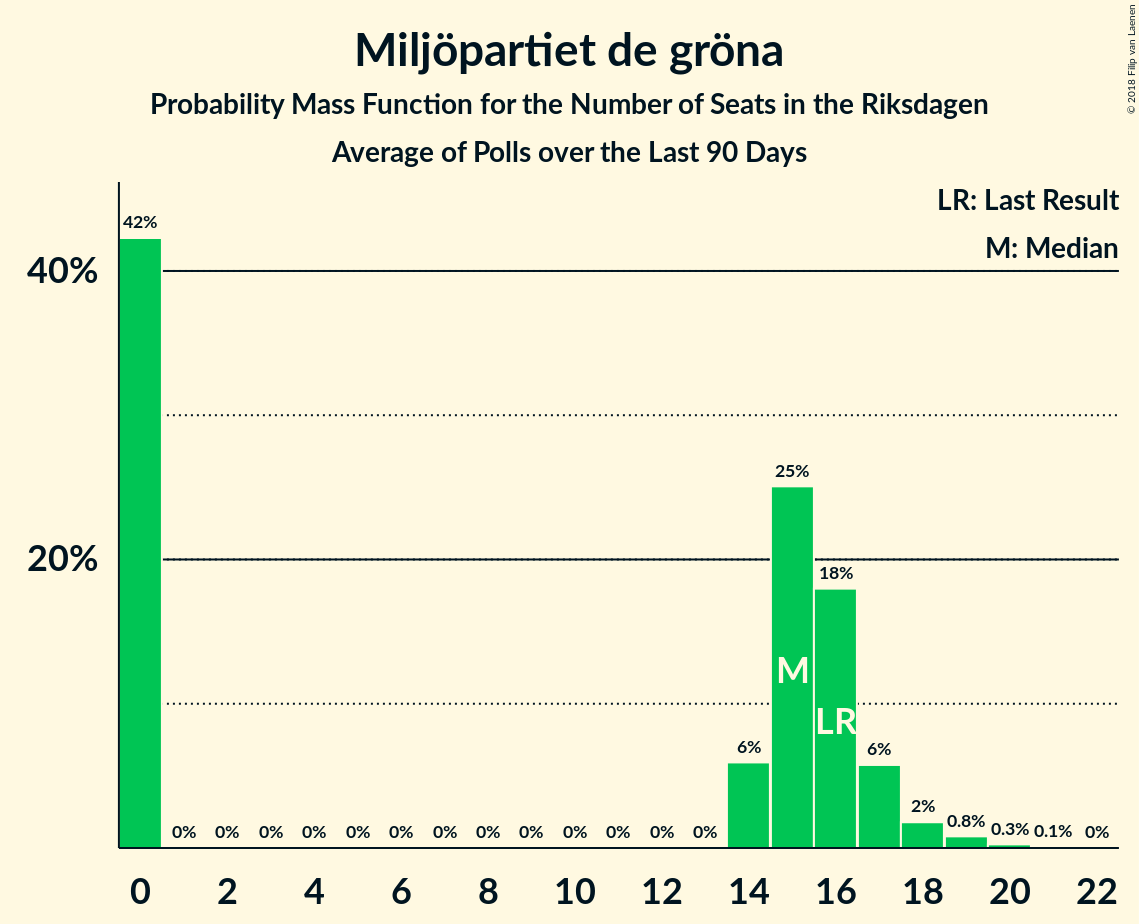 Miljöpartiet de gröna
Probability Mass Function for the Number of Seats in the Riksdagen
Average of Polls over the Last 90 Days
© 2018 Filip van Laenen
LR: Last Result
M: Median
42%
40%
25%
20%
18%
M
LR
6%
6%
0% 0% 0% 0% 0% 0% 0% 0% 0% 0% 0% 0% 0%
2%
0.8%
0.3%
0.1%
0%
0 2 4 6 8 10 12 14 16 18 20 22